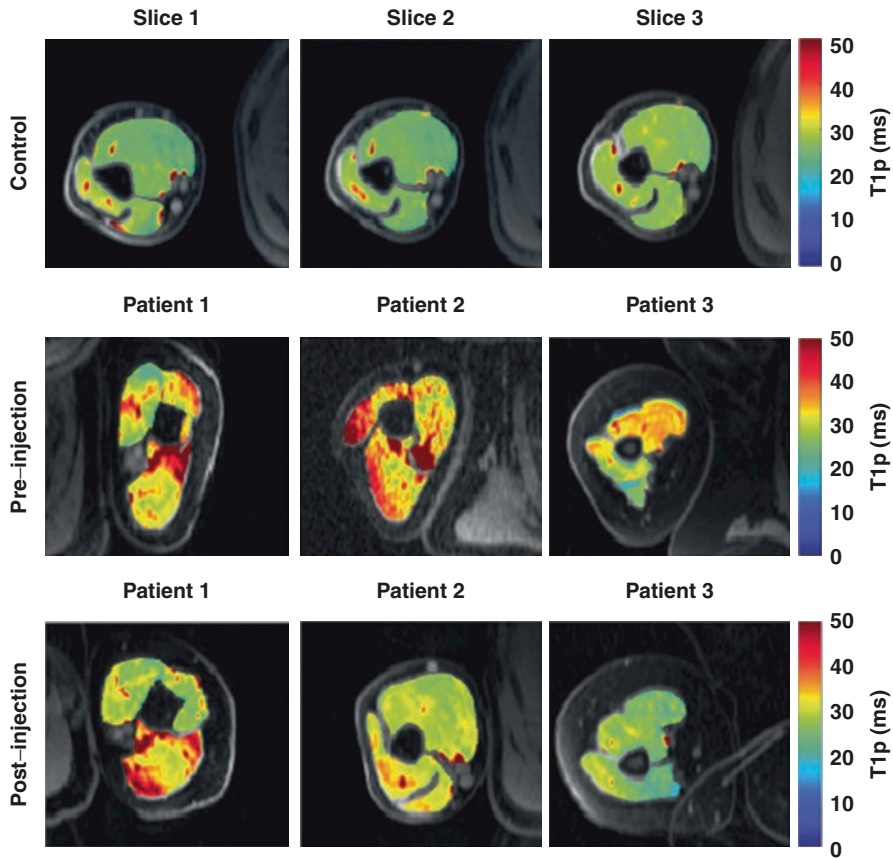 Slice 1
Slice 2
Slice 3
Control
50
40
30
20
10
0
T1p (ms)
Patient 1
Patient 2
Patient 3
Pre–injection
50
40
30
20
10
0
T1p (ms)
Patient 1
Patient 2
Patient 3
Post–injection
50
40
30
20
10
0
T1p (ms)